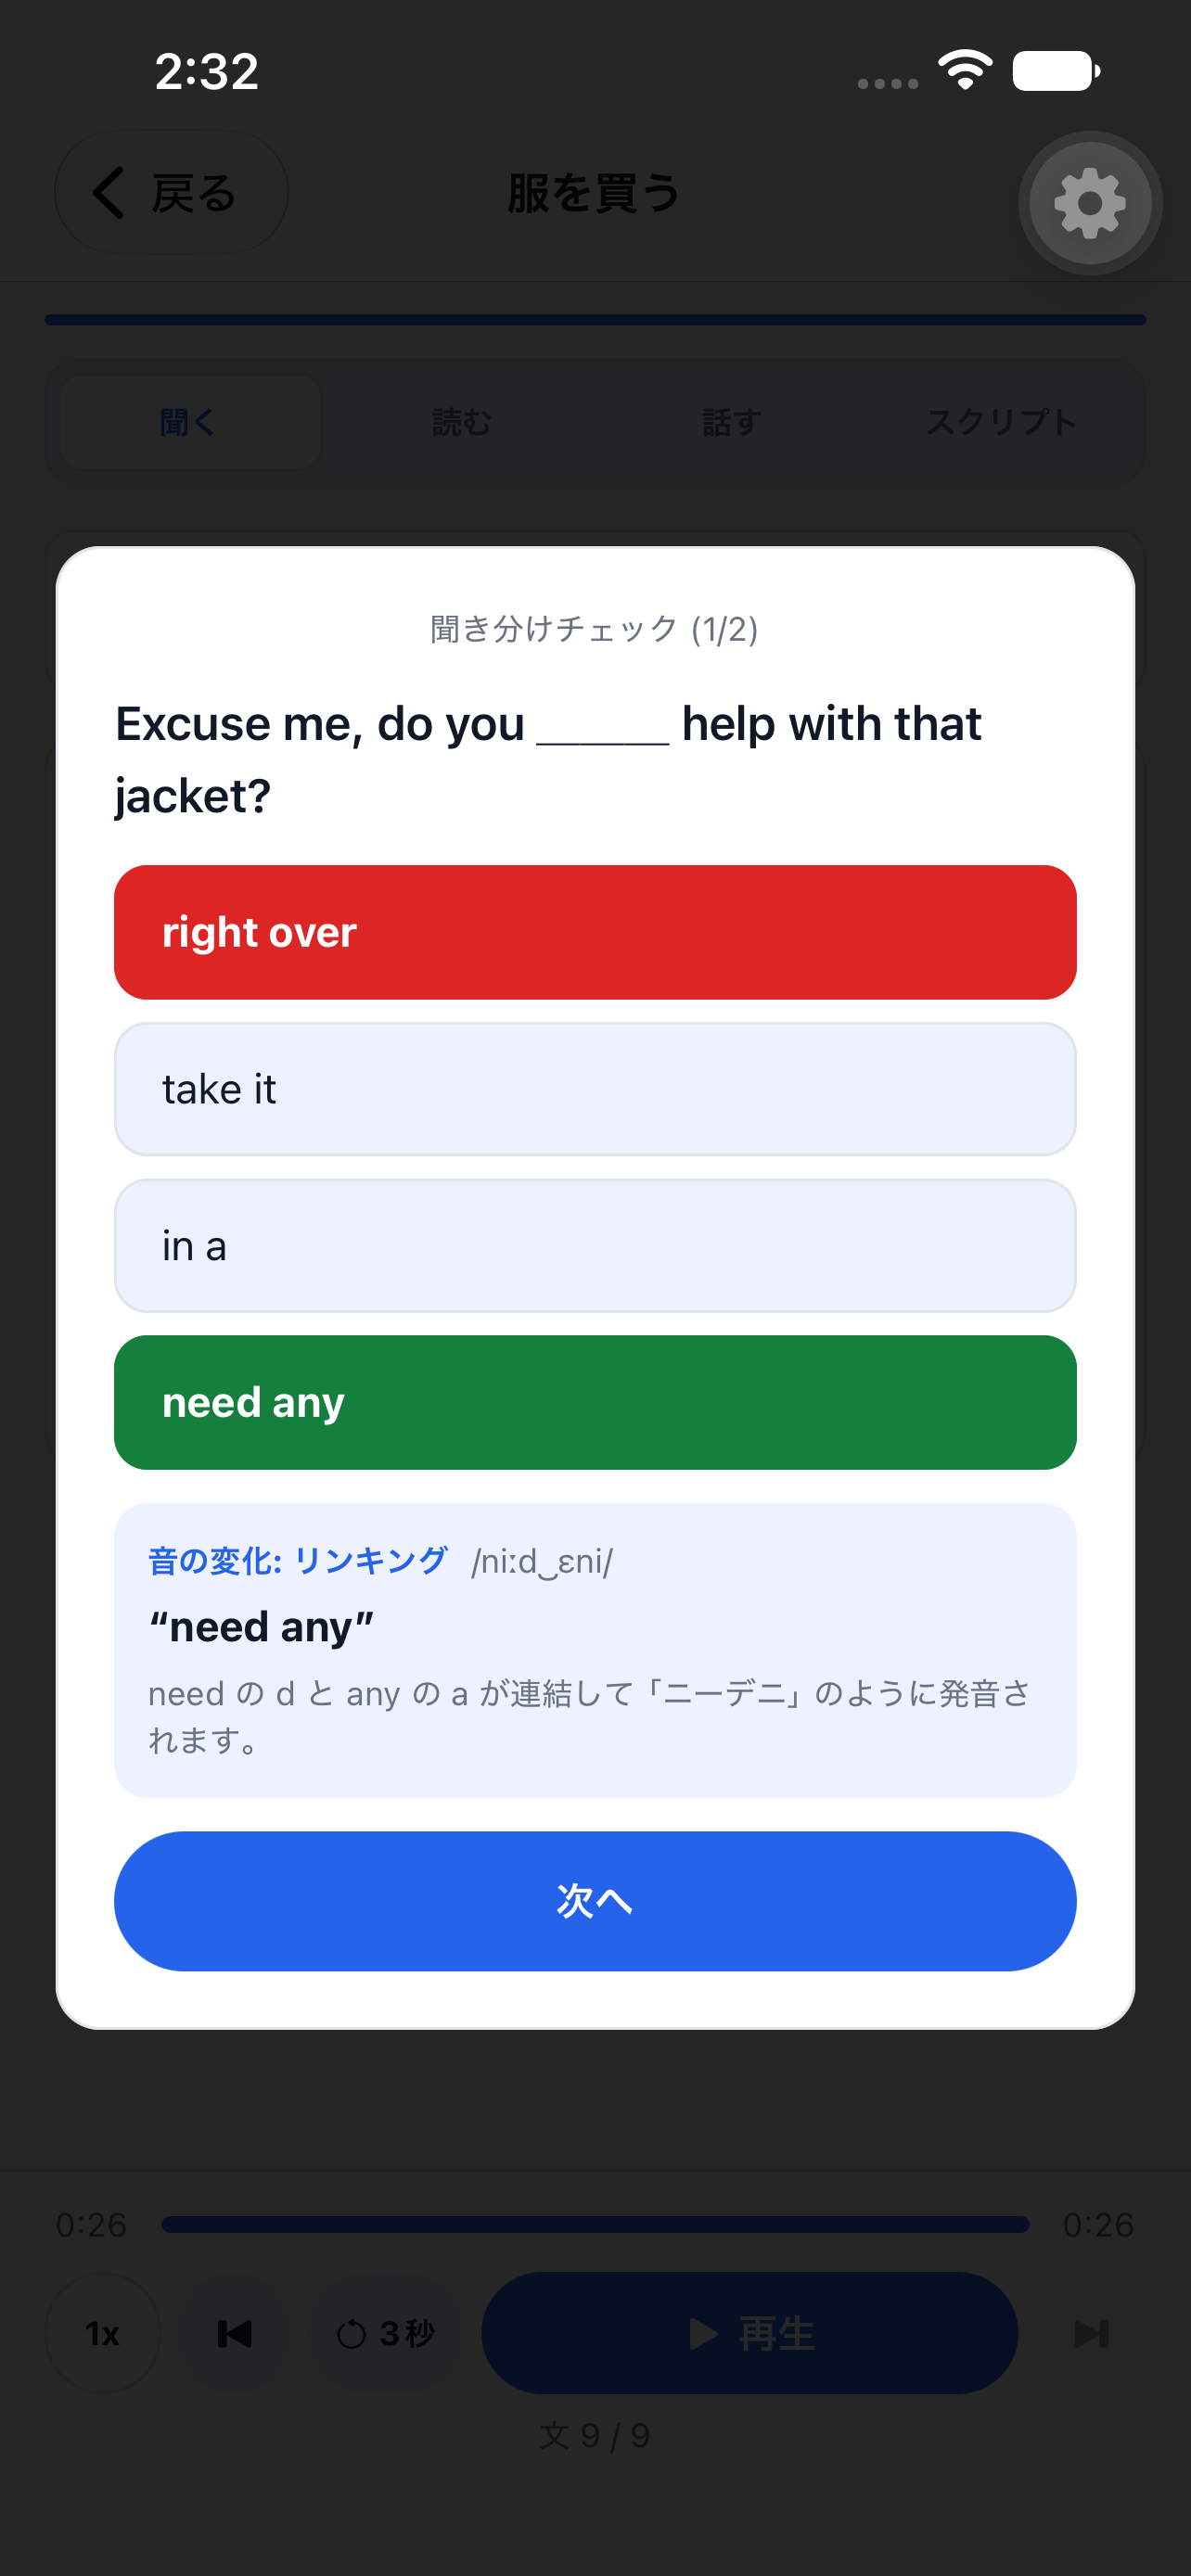 2:32
戻る
服を買う
聞く
読む
話す
スクリプト
聞き分けチェック (1/2)
Excuse me, do you ______ help with that
jacket?
right over
take it
in a
need any
音の変化: リンキング /niːd‿ɛni/
“need any”
need の d と any の a が連結して「ニーデニ」のように発音さ
れます。
次へ
0:26
0:26
1x
3秒
再生
文 9 / 9